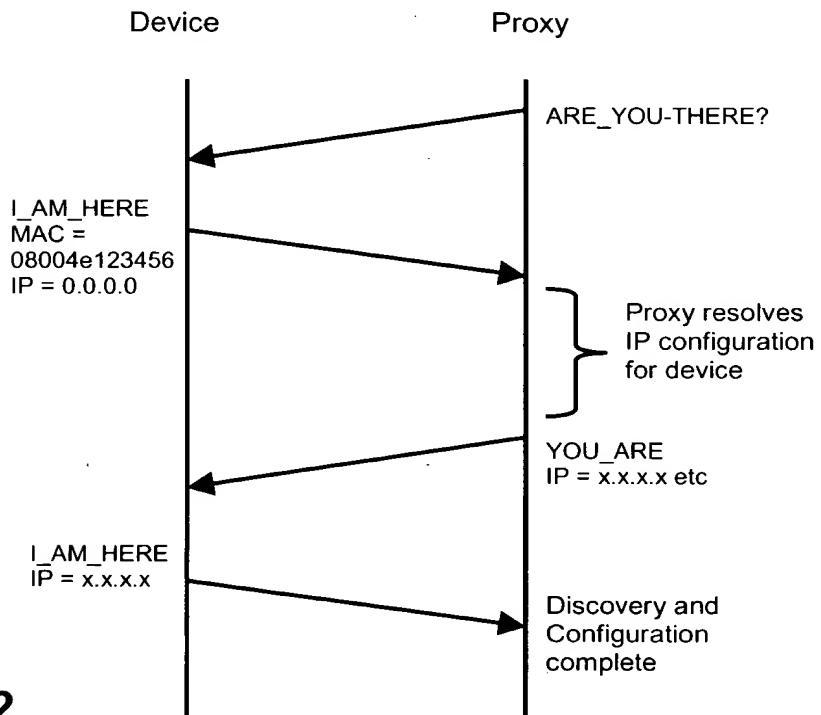 Device
Proxy
ARE_YOU-THERE?
I_AM_HERE
MAC =
08004e123456
IP = 0.0.0.0
Proxy resolves
IP configuration
for device
YOU_ARE
IP = x.x.x.x etc
I_AM_HERE
IP = x.x.x.x
Discovery and
Configuration
complete
2